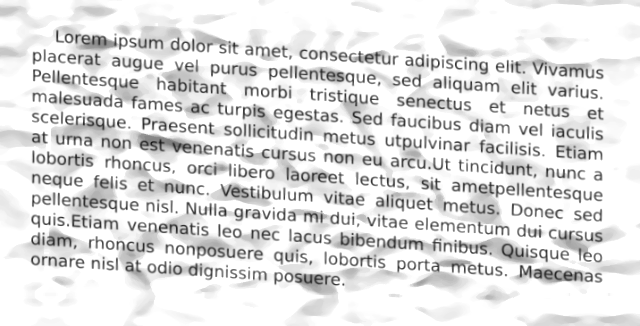 Lorem ipsum dolor sit amet, consectetur adipiscing elit. Vivamus
placerat augue vel purus pellentesque, sed aliquam elit varius.
Pellentesque habitant morbi tristique senectus et netus et
malesuada fames ac turpis egestas. Sed faucibus diam vel iaculis
scelerisque. Praesent sollicitudin metus utpulvinar facilisis. Etiam
at urna non est venenatis cursus non eu arcu.Ut tincidunt, nunc a
lobortis rhoncus, orci libero laoreet lectus, sit ametpellentesque
neque felis et nunc. Vestibulum vitae aliquet metus. Donec sed
pellentesque nisl. Nulla gravida mi dui, vitae elementum dui cursus
quis.Etiam venenatis leo nec lacus bibendum finibus. Quisque leo
diam, rhoncus nonposuere quis, lobortis porta metus. Maecenas
ornare nisl at odio dignissim posuere.